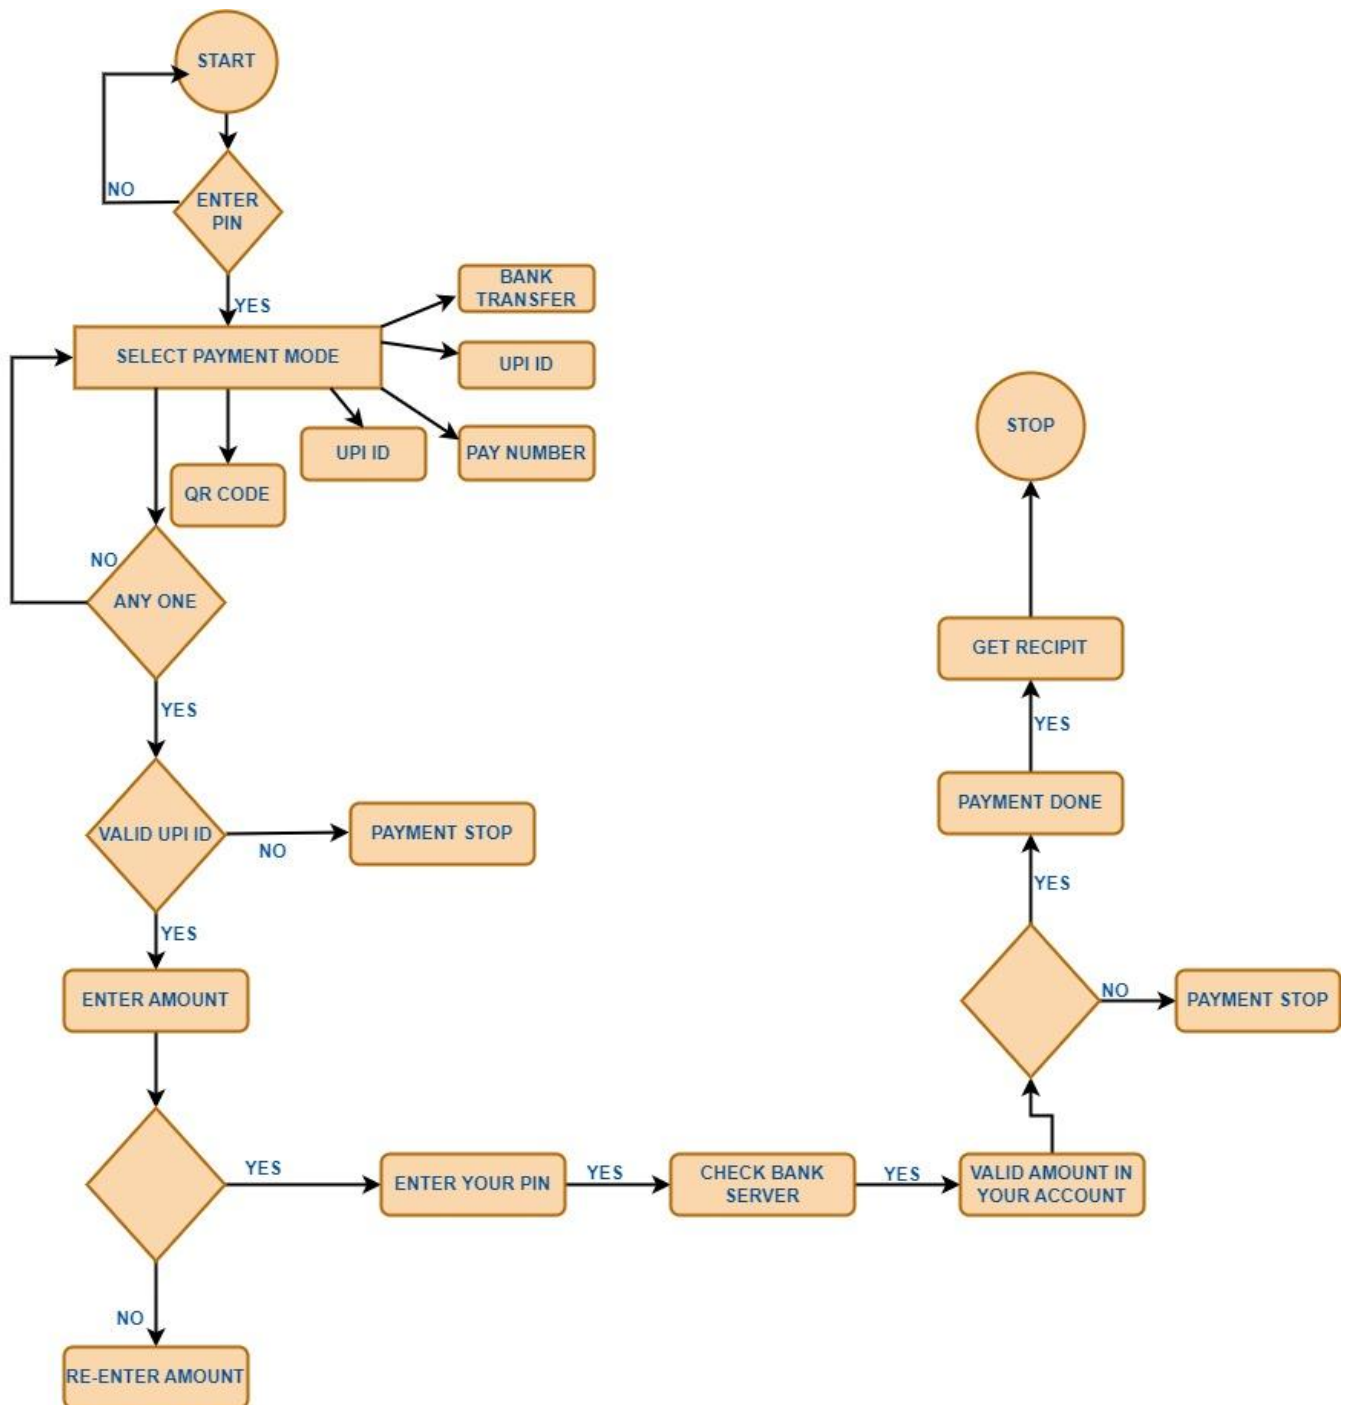 START
NO
ENTER
PIN
YES
BANK
TRANSFER
SELECT PAYMENT MODE
UPI ID
UPI ID
PAY NUMBER
QR CODE
NO
ANY ONE
YES
VALID UPI ID
NO
PAYMENT STOP
YES
ENTER AMOUNT
YES
ENTER YOUR PIN
YES
CHECK BANK
SERVER
YES
VALID AMOUNT IN
YOUR ACCOUNT
NO
RE-ENTER AMOUNT
NO
PAYMENT STOP
YES
PAYMENT DONE
YES
GET RECIPIT
STOP